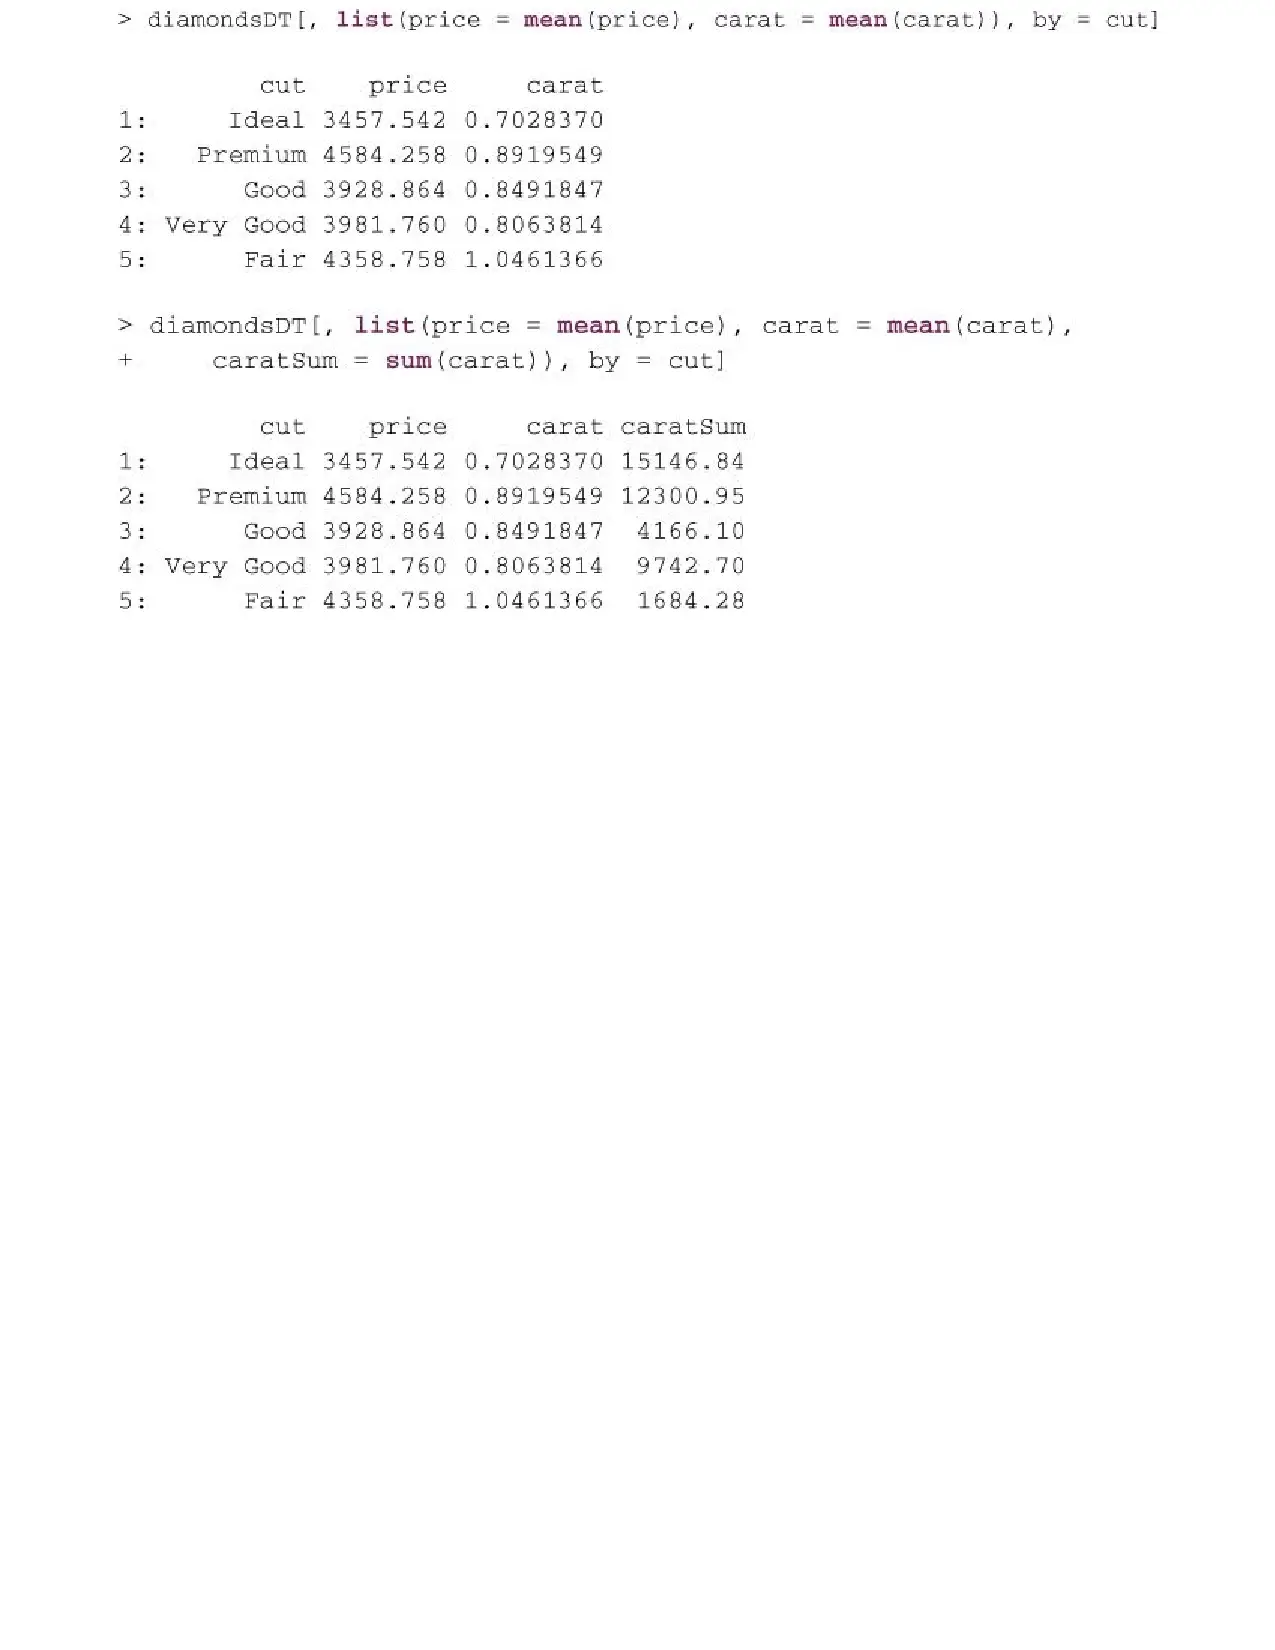 > diamondsDT[, list(price = mean(price), carat = mean(carat)), by = cut]
cut price carat
1: Ideal 3457.542 0.7028370
2: Premium 4584.258 0.8919549
3: Good 3928.864 0.8491847
4: Very Good 3981.760 0.8063814
5: Fair 4358.758 1.0461366
> diamondsDT[, list(price = mean(price), carat = mean(carat),
+ caratSum = sum(carat)), by = cut]
cut price carat caratSum
1: Ideal 3457.542 0.7028370 15146.84
2: Premium 4584.258 0.8919549 12300.95
3: Good 3928.864 0.8491847 4166.10
4: Very Good 3981.760 0.8063814 9742.70
5: Fair 4358.758 1.0461366 1684.28